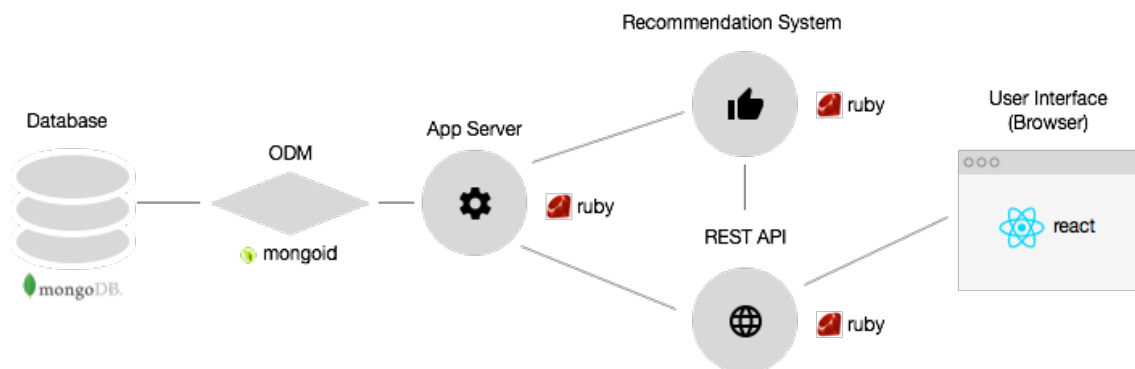 Recommendation System
ruby
User Interface
(Browser)
Database
ODM
App Server
ruby
react
REST API
mongoid
mongoDB.
ruby